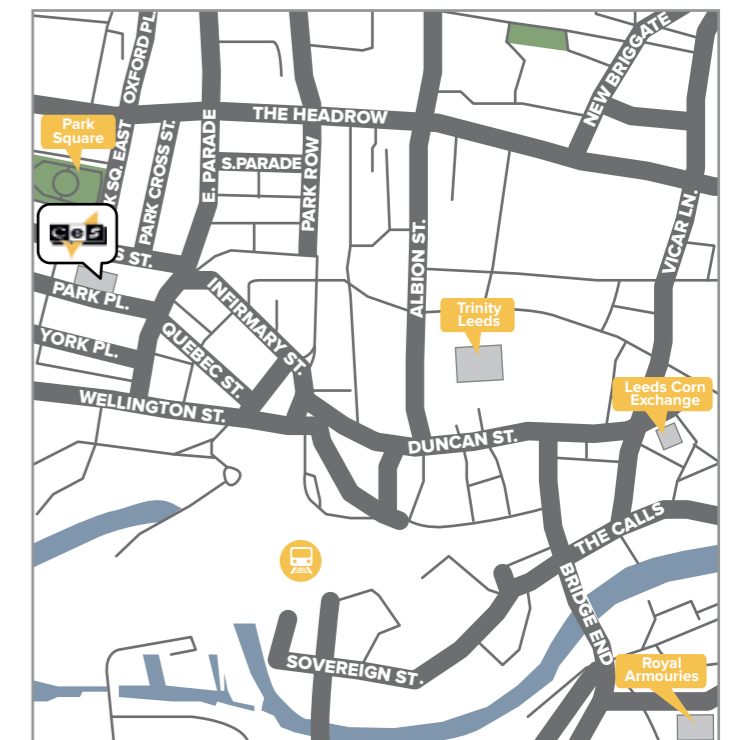 OXFORD PL
NEW BRIGGATE
THE HEADROW
Park
Square
K SQ. EAST
PARK CROSS ST.
E. PARADE
S.PARADE
PARK ROW
VICAR LN.
ALBION ST.
CeS
S ST.
PARK PL.
INFIRMARY ST.
Trinity
Leeds
QUEBEC ST.
YORK PL.
Leeds Corn
Exchange
WELLINGTON ST.
DUNCAN ST.
THE CALLS
BRIDGE END
SOVEREIGN ST.
Royal
Armouries